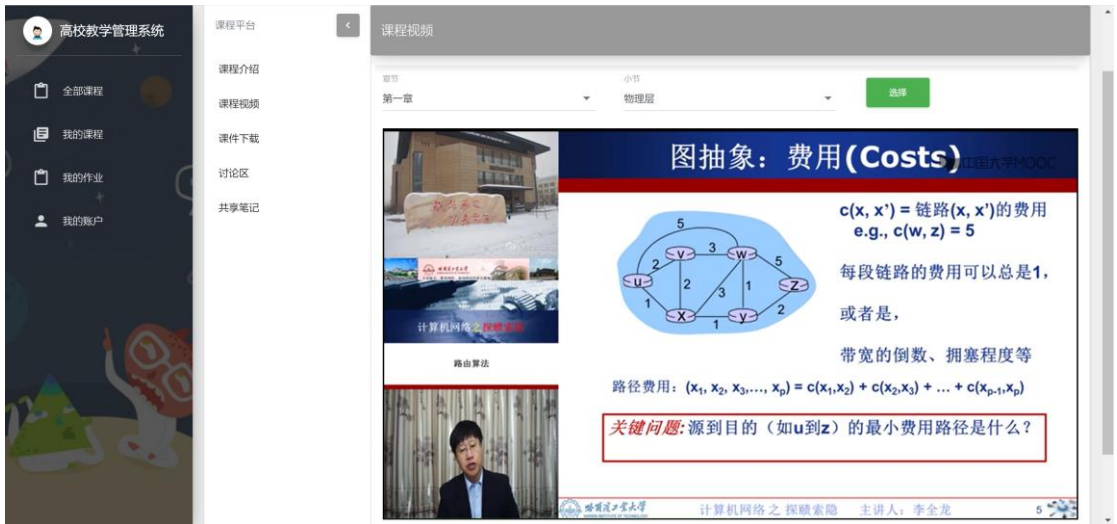 高校教学管理系统
全部课程
我的课程
我的作业
我的账户
课程平台
课程介绍
课程视频
课件下载
讨论区
共享笔记
课程视频
章节
第一章
小节
物理层
选择
图抽象：费用(Costs)
中国大学MOOC
计算机网络之探赜索隐
路由算法
5
2
3
5
u
v
w
z
x
y
1
2
3
1
2
1
c(x, x’) = 链路(x, x’)的费用
e.g., c(w, z) = 5
每段链路的费用可以总是1，
或者是，
带宽的倒数、拥塞程度等
路径费用：(x₁, x₂, x₃,…, xₚ) = c(x₁,x₂) + c(x₂,x₃) + … + c(xₚ₋₁,xₚ)
关键问题:源到目的（如u到z）的最小费用路径是什么？
哈尔滨工业大学
计算机网络之 探赜索隐 主讲人：李全龙
5